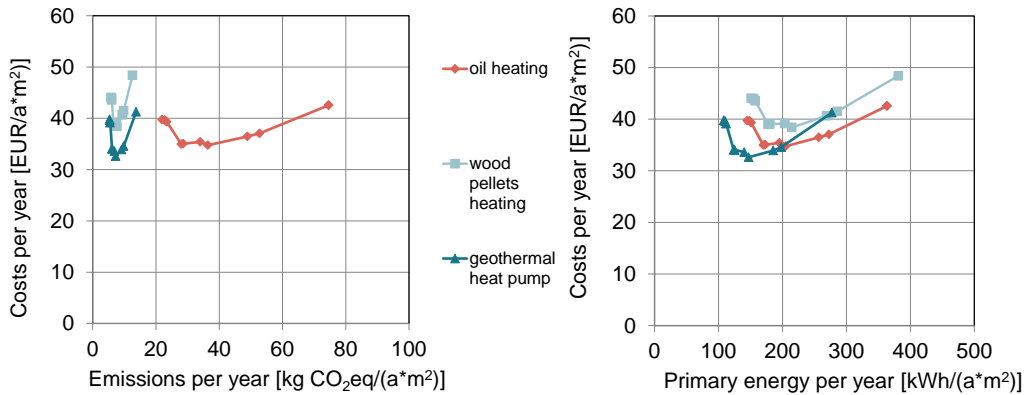 Costs per year [EUR/a*m²)]
60
50
40
30
20
10
0
0 20 40 60 80 100
Emissions per year [kg CO₂eq/(a*m²)]
oil heating
wood
pellets
heating
geothermal
heat pump
Costs per year [EUR/a*m²)]
60
50
40
30
20
10
0
0 100 200 300 400 500
Primary energy per year [kWh/(a*m²)]